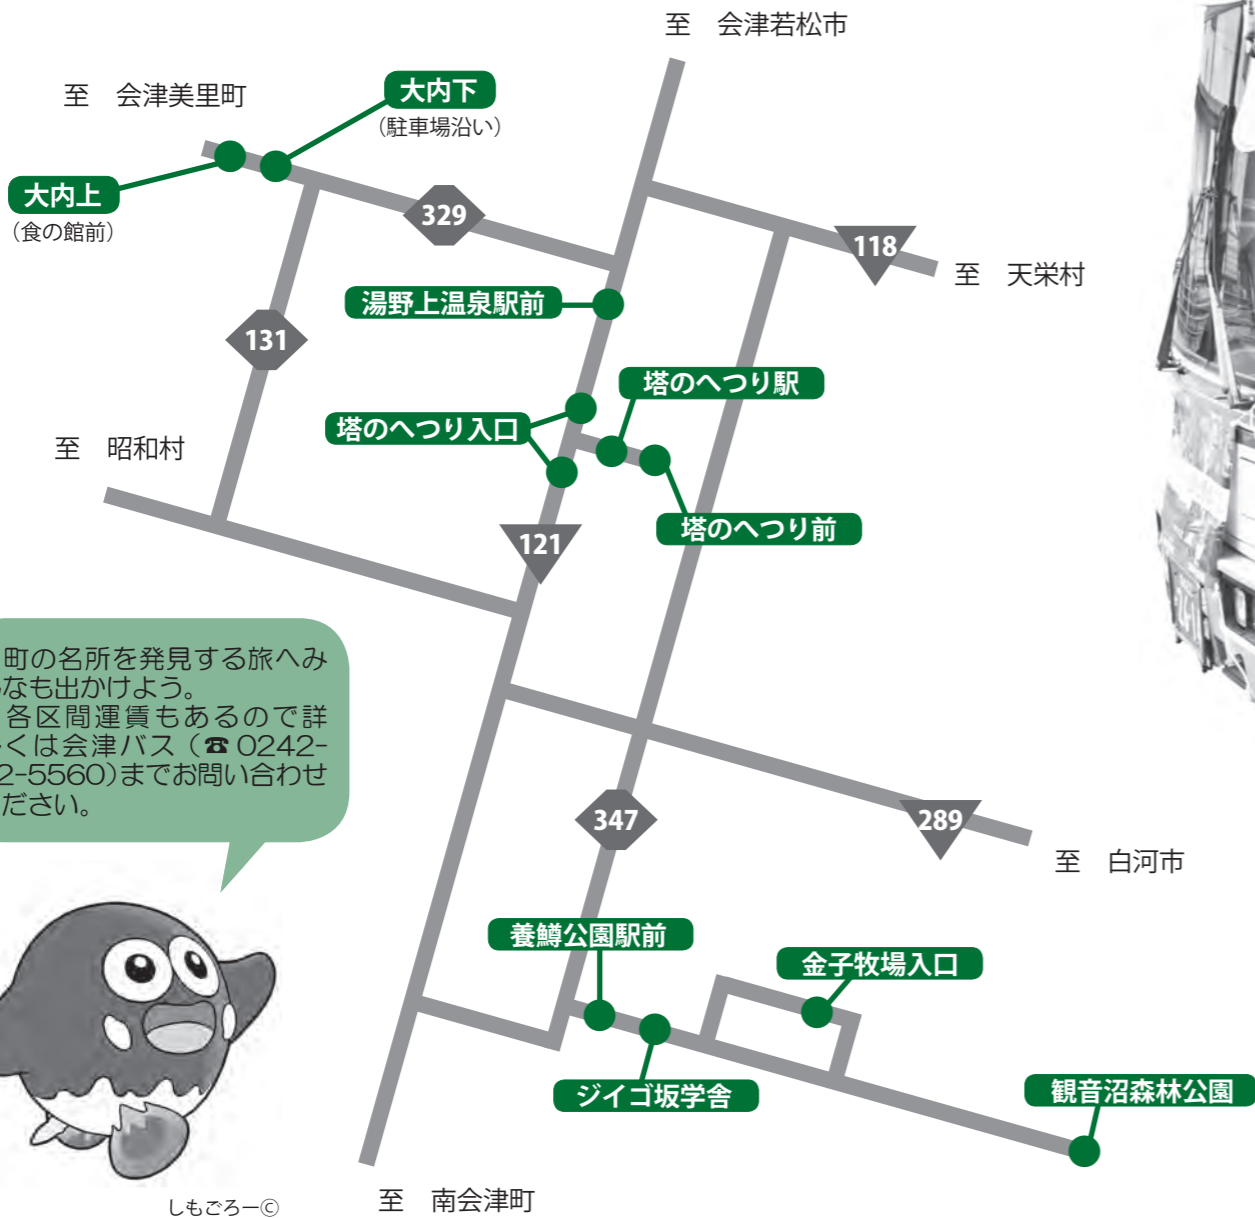 至　会津若松市
至　会津美里町
大内下
（駐車場沿い）
大内上
（食の館前）
329
118
至　天栄村
湯野上温泉駅前
131
塔のへつり駅
塔のへつり入口
至　昭和村
塔のへつり前
121
町の名所を発見する旅へみ
なも出かけよう。
各区間運賃もあるので詳
くは会津バス（☎0242-
2-5560）までお問い合わせ
ださい。
347
289
至　白河市
養鱒公園駅前
金子牧場入口
ジイゴ坂学舎
観音沼森林公園
至　南会津町
しもごろー©